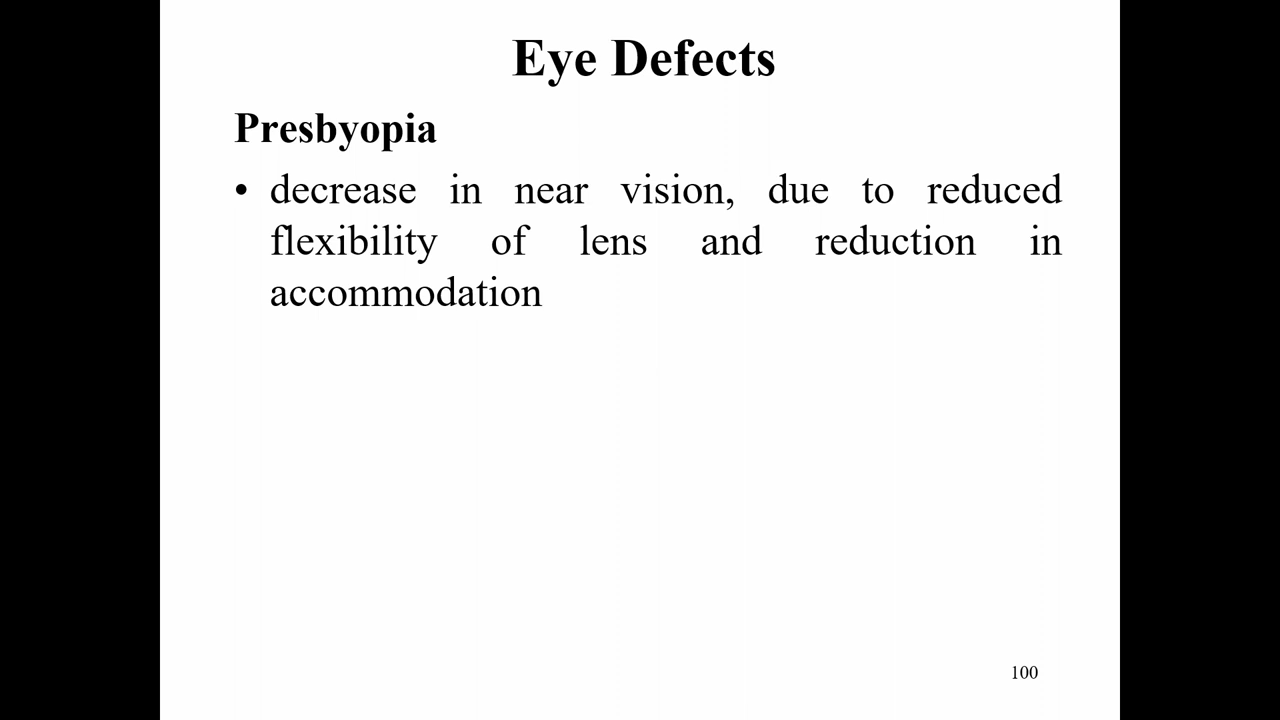 Eye Defects
Presbyopia
• decrease in near vision, due to reduced
flexibility of lens and reduction in
accommodation
100